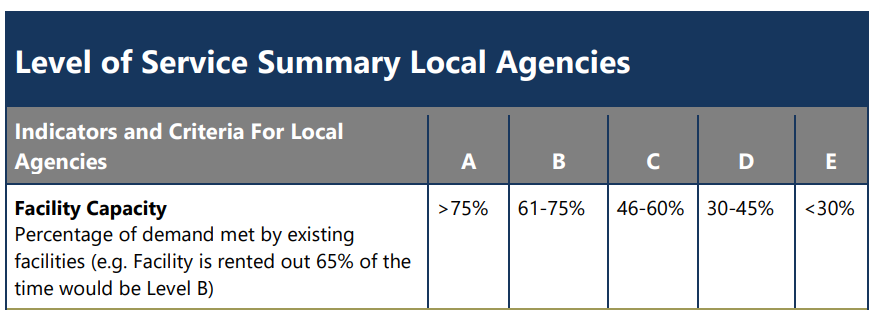 Level of Service Summary Local Agencies
Indicators and Criteria For Local
Agencies A B C D E
Facility Capacity >75% 61-75% 46-60% 30-45% <30%
Percentage of demand met by existing
facilities (e.g. Facility is rented out 65% of the
time would be Level B)